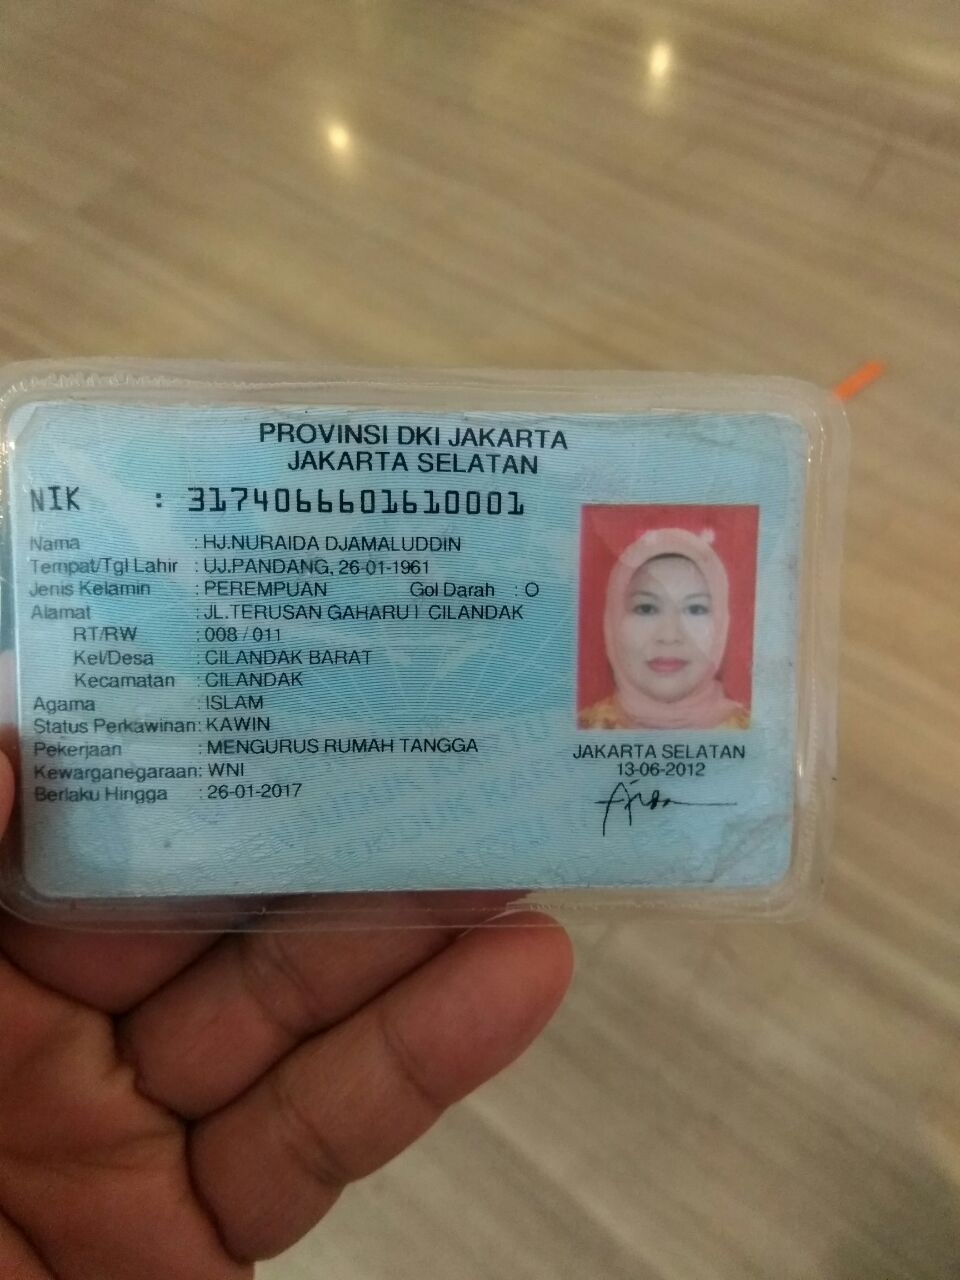 PROVINSI DKI JAKARTA
JAKARTA SELATAN
NIK : 3174066601610001
Nama : HJ.NURAIDA DJAMALUDDIN
Tempat/Tgl Lahir : UJ.PANDANG, 26-01-1961
Jenis Kelamin : PEREMPUAN Gol Darah : O
Alamat : JL.TERUSAN GAHARU I CILANDAK
RT/RW : 008 / 011
Kel/Desa : CILANDAK BARAT
Kecamatan : CILANDAK
Agama : ISLAM
Status Perkawinan: KAWIN
Pekerjaan : MENGURUS RUMAH TANGGA
Kewarganegaraan: WNI
Berlaku Hingga : 26-01-2017
JAKARTA SELATAN
13-06-2012